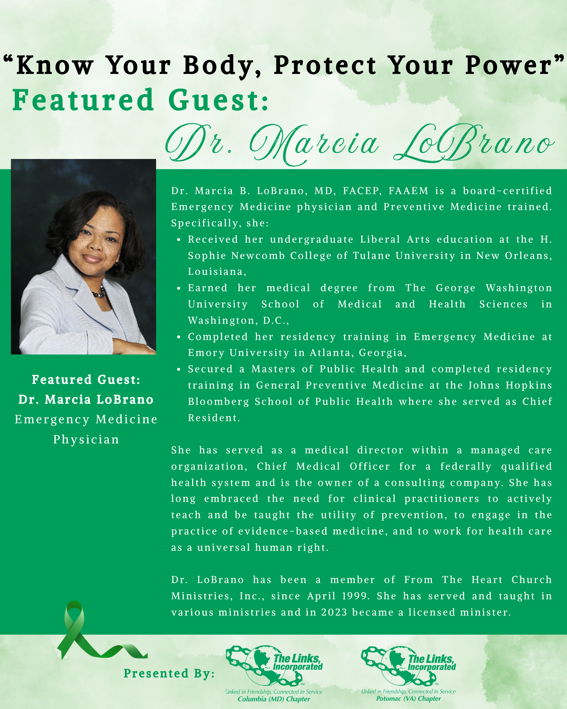 “Know Your Body, Protect Your Power”
Featured Guest:
Dr. Marcia LoBrano
Dr. Marcia B. LoBrano, MD, FACEP, FAAEM is a board-certified
Emergency Medicine physician and Preventive Medicine trained.
Specifically, she:
• Received her undergraduate Liberal Arts education at the H.
Sophie Newcomb College of Tulane University in New Orleans,
Louisiana,
• Earned her medical degree from The George Washington
University School of Medical and Health Sciences in
Washington, D.C.,
• Completed her residency training in Emergency Medicine at
Emory University in Atlanta, Georgia,
• Secured a Masters of Public Health and completed residency
training in General Preventive Medicine at the Johns Hopkins
Bloomberg School of Public Health where she served as Chief
Resident.
Featured Guest:
Dr. Marcia LoBrano
Emergency Medicine
Physician
She has served as a medical director within a managed care
organization, Chief Medical Officer for a federally qualified
health system and is the owner of a consulting company. She has
long embraced the need for clinical practitioners to actively
teach and be taught the utility of prevention, to engage in the
practice of evidence-based medicine, and to work for health care
as a universal human right.
Dr. LoBrano has been a member of From The Heart Church
Ministries, Inc., since April 1999. She has served and taught in
various ministries and in 2023 became a licensed minister.
Presented By:
The Links,
Incorporated
Linked in Friendship, Connected in Service
Columbia (MD) Chapter
The Links,
Incorporated
Linked in Friendship, Connected in Service
Potomac (VA) Chapter